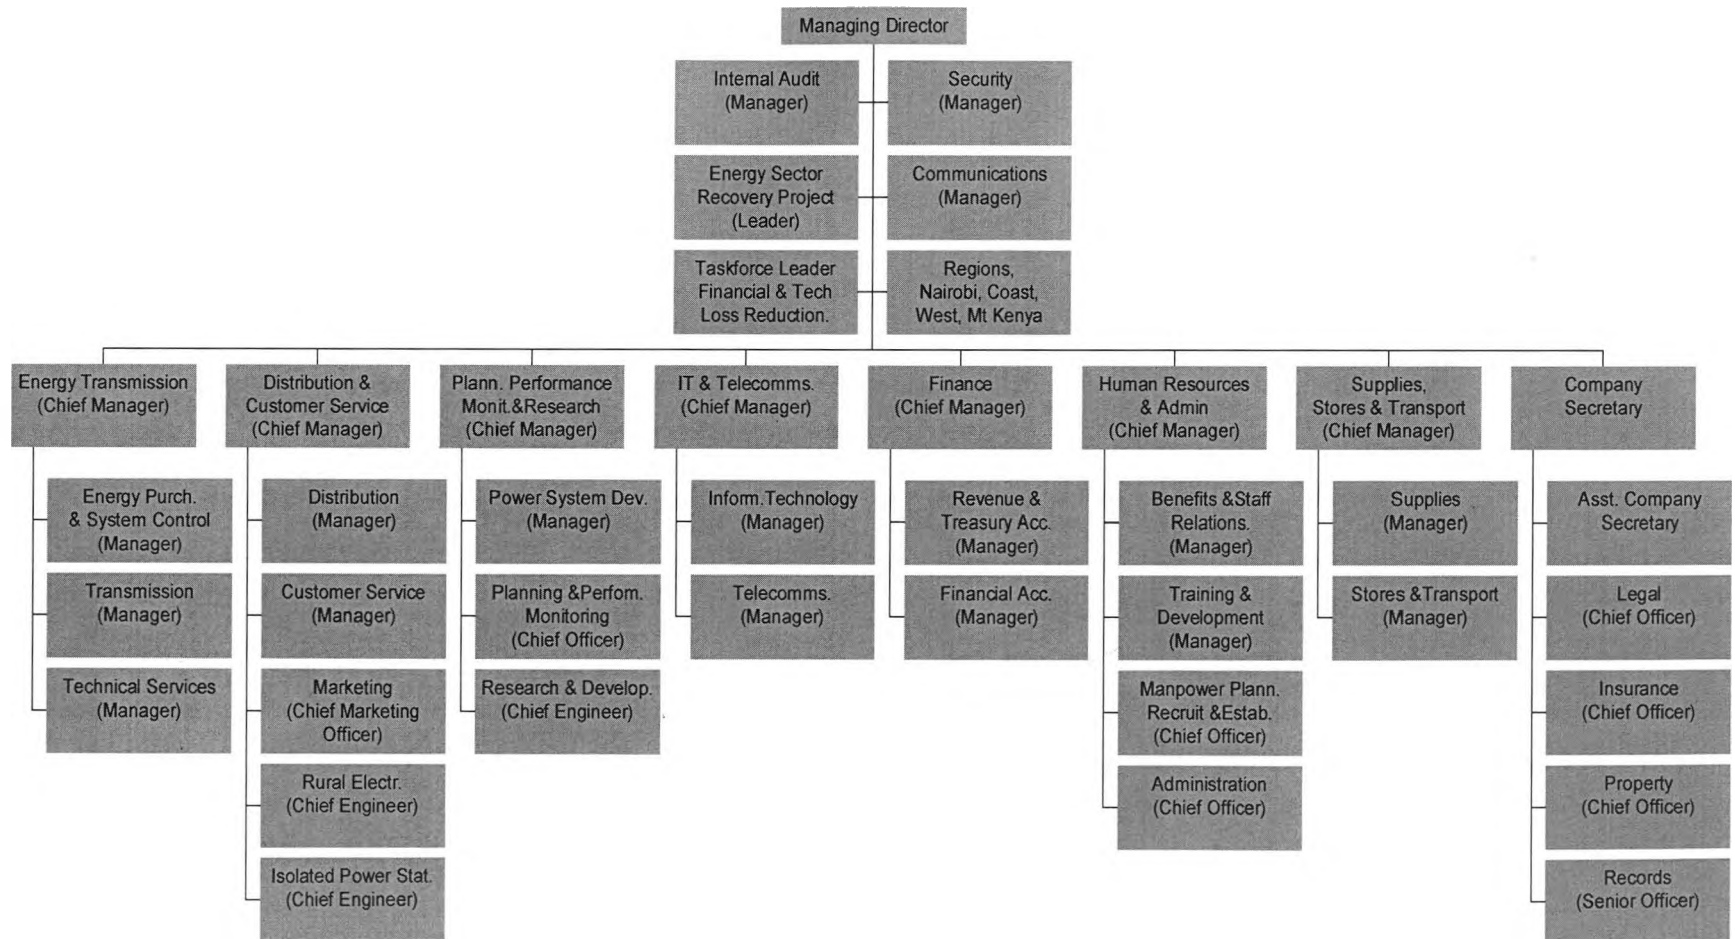 Managing Director
Internal Audit
(Manager)
Security
(Manager)
Energy Sector
Recovery Project
(Leader)
Communications
(Manager)
Taskforce Leader
Financial & Tech
Loss Reduction.
Regions,
Nairobi, Coast,
West, Mt Kenya
Energy Transmission
(Chief Manager)
Distribution &
Customer Service
(Chief Manager)
Plann. Performance
Monit.&Research
(Chief Manager)
IT & Telecomms.
(Chief Manager)
Finance
(Chief Manager)
Human Resources
& Admin
(Chief Manager)
Supplies,
Stores & Transport
(Chief Manager)
Company
Secretary
Energy Purch.
& System Control
(Manager)
Transmission
(Manager)
Technical Services
(Manager)
Distribution
(Manager)
Customer Service
(Manager)
Marketing
(Chief Marketing
Officer)
Rural Electr.
(Chief Engineer)
Isolated Power Stat.
(Chief Engineer)
Power System Dev.
(Manager)
Planning &Perfom.
Monitoring
(Chief Officer)
Research & Develop.
(Chief Engineer)
Inform.Technology
(Manager)
Telecomms.
(Manager)
Revenue &
Treasury Acc.
(Manager)
Financial Acc.
(Manager)
Benefits &Staff
Relations.
(Manager)
Training &
Development
(Manager)
Manpower Plann.
Recruit &Estab.
(Chief Officer)
Administration
(Chief Officer)
Supplies
(Manager)
Stores &Transport
(Manager)
Asst. Company
Secretary
Legal
(Chief Officer)
Insurance
(Chief Officer)
Property
(Chief Officer)
Records
(Senior Officer)